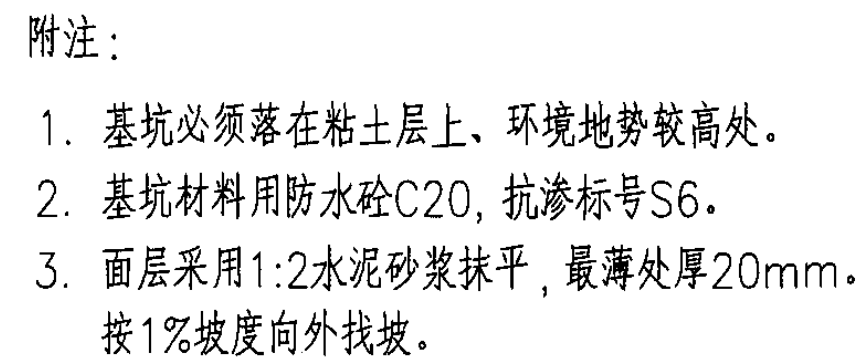 附注：
1. 基坑必须落在粘土层上、环境地势较高处。
2. 基坑材料用防水砼C20, 抗渗标号S6。
3. 面层采用1:2水泥砂浆抹平, 最薄处厚20mm。
按1%坡度向外找坡。